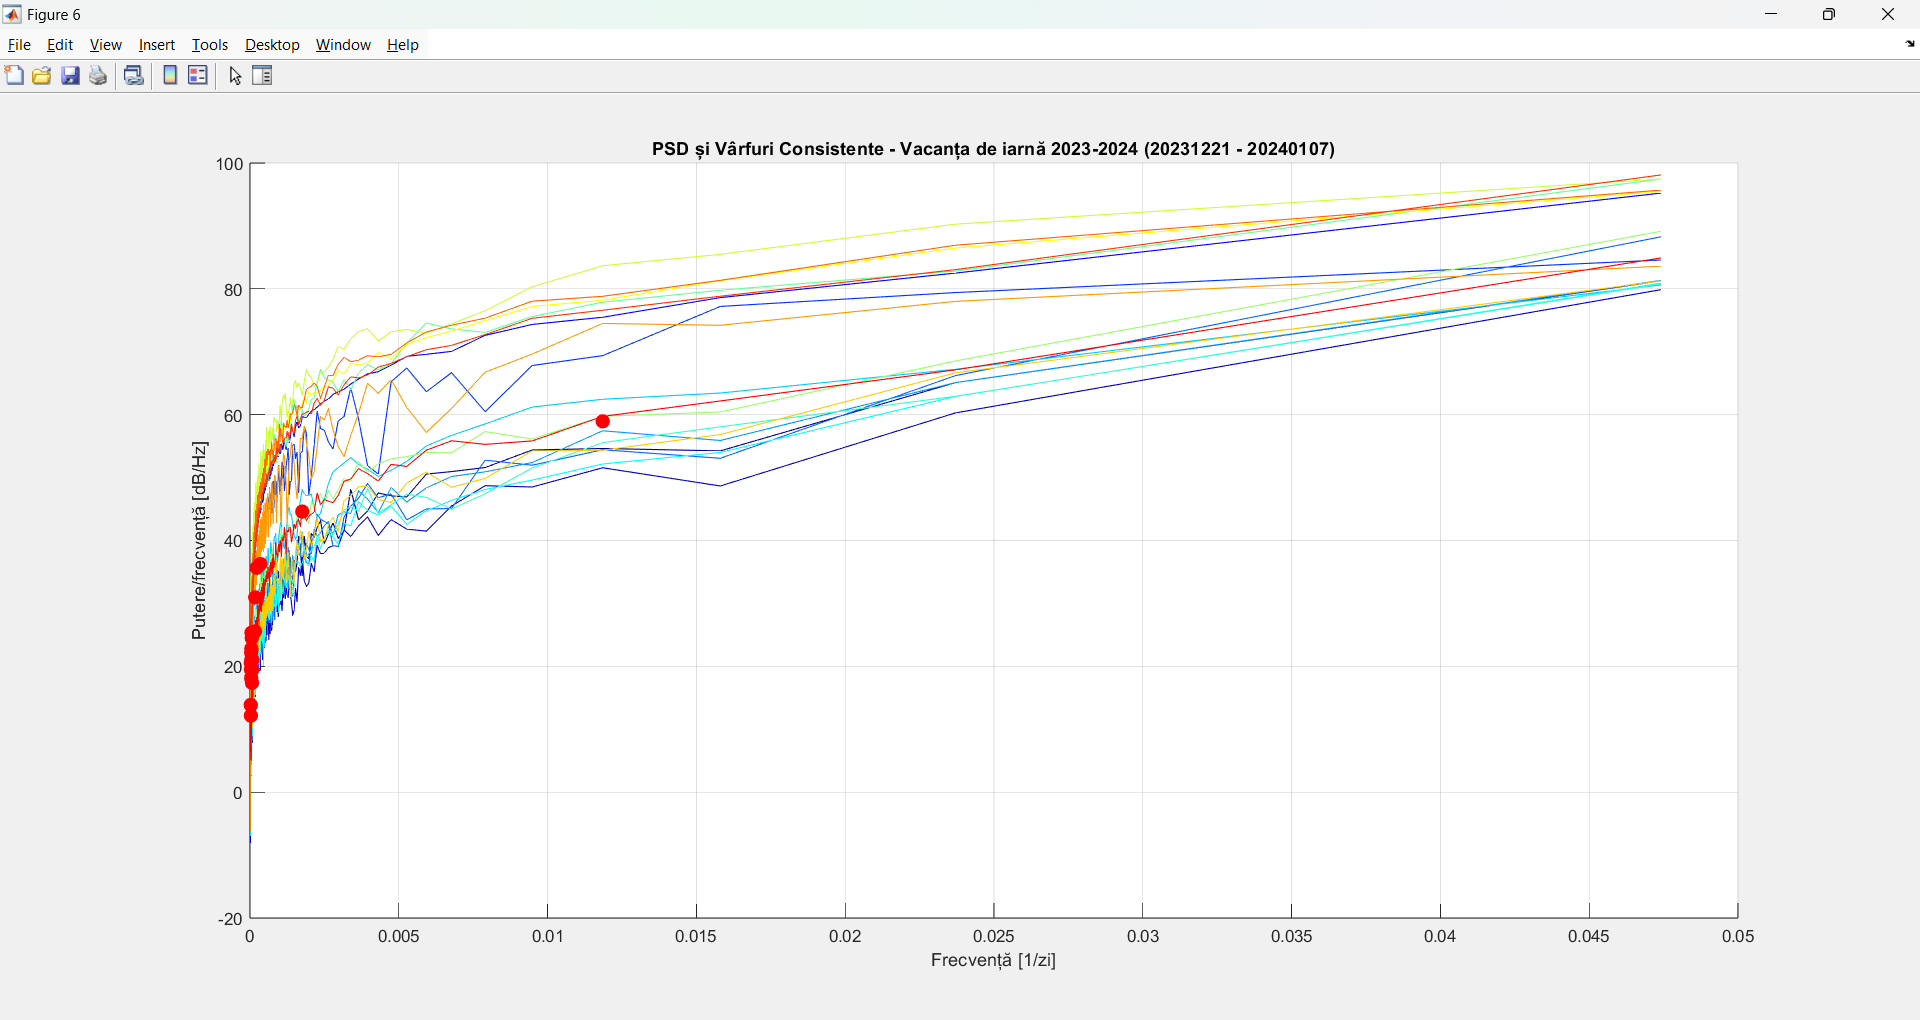 Figure 6
File Edit View Insert Tools Desktop Window Help
PSD și Vârfuri Consistente - Vacanța de iarnă 2023-2024 (20231221 - 20240107)
100
80
60
40
20
0
-20
Putere/frecvență [dB/Hz]
0 0.005 0.01 0.015 0.02 0.025 0.03 0.035 0.04 0.045 0.05
Frecvență [1/zi]